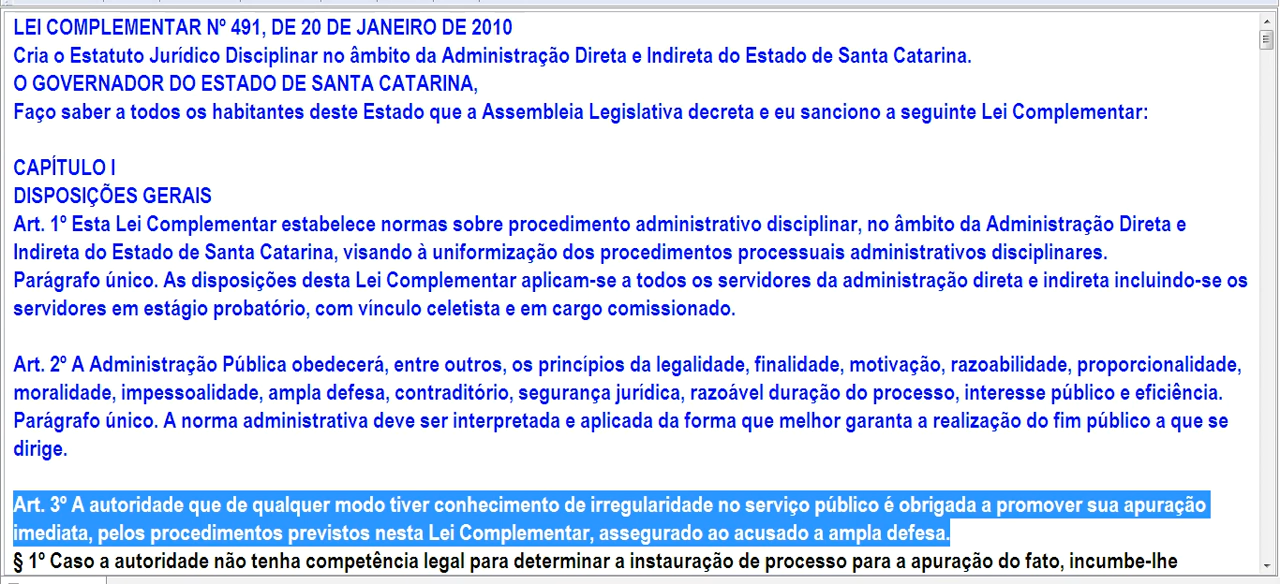 LEI COMPLEMENTAR Nº 491, DE 20 DE JANEIRO DE 2010
Cria o Estatuto Jurídico Disciplinar no âmbito da Administração Direta e Indireta do Estado de Santa Catarina.
O GOVERNADOR DO ESTADO DE SANTA CATARINA,
Faço saber a todos os habitantes deste Estado que a Assembleia Legislativa decreta e eu sanciono a seguinte Lei Complementar:
CAPÍTULO I
DISPOSIÇÕES GERAIS
Art. 1º Esta Lei Complementar estabelece normas sobre procedimento administrativo disciplinar, no âmbito da Administração Direta e
Indireta do Estado de Santa Catarina, visando à uniformização dos procedimentos processuais administrativos disciplinares.
Parágrafo único. As disposições desta Lei Complementar aplicam-se a todos os servidores da administração direta e indireta incluindo-se os
servidores em estágio probatório, com vínculo celetista e em cargo comissionado.
Art. 2º A Administração Pública obedecerá, entre outros, os princípios da legalidade, finalidade, motivação, razoabilidade, proporcionalidade,
moralidade, impessoalidade, ampla defesa, contraditório, segurança jurídica, razoável duração do processo, interesse público e eficiência.
Parágrafo único. A norma administrativa deve ser interpretada e aplicada da forma que melhor garanta a realização do fim público a que se
dirige.
Art. 3º A autoridade que de qualquer modo tiver conhecimento de irregularidade no serviço público é obrigada a promover sua apuração
imediata, pelos procedimentos previstos nesta Lei Complementar, assegurado ao acusado a ampla defesa.
§ 1º Caso a autoridade não tenha competência legal para determinar a instauração de processo para a apuração do fato, incumbe-lhe